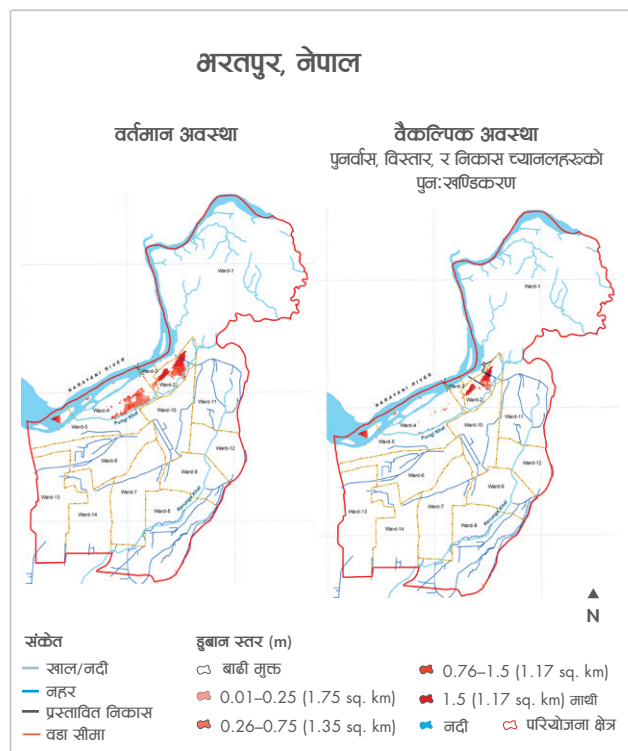 भरतपुर, नेपाल
वर्तमान अवस्था
वैकल्पिक अवस्था
पुनर्वास, विस्तार, र निकास च्यानलहरुको
पुन:खण्डिकरण
Ward-1
NARAYANI RIVER
Ward-3
Ward-2
Ward-4
Ward-11
Ward-10
Ward-5
Pungi Khol
Ward-12
Ward-6
Ward-9
Ward-13
Ward-7
Ward-14
Ward-8
Ward-1
NARAYANI RIVER
Ward-2
Ward-4
Ward-11
Ward-10
Ward-5
Pungi Khol
Ward-12
Ward-6
Ward-9
Ward-13
Ward-7
Ward-14
Ward-8
N
संकेत
खाल/नदी
नहर
प्रस्तावित निकास
वडा सीमा
डुबान स्तर (m)
बाढी मुक्त
0.01–0.25 (1.75 sq. km)
0.26–0.75 (1.35 sq. km)
0.76–1.5 (1.17 sq. km)
1.5 (1.17 sq. km) माथी
नदी
परियोजना क्षेत्र